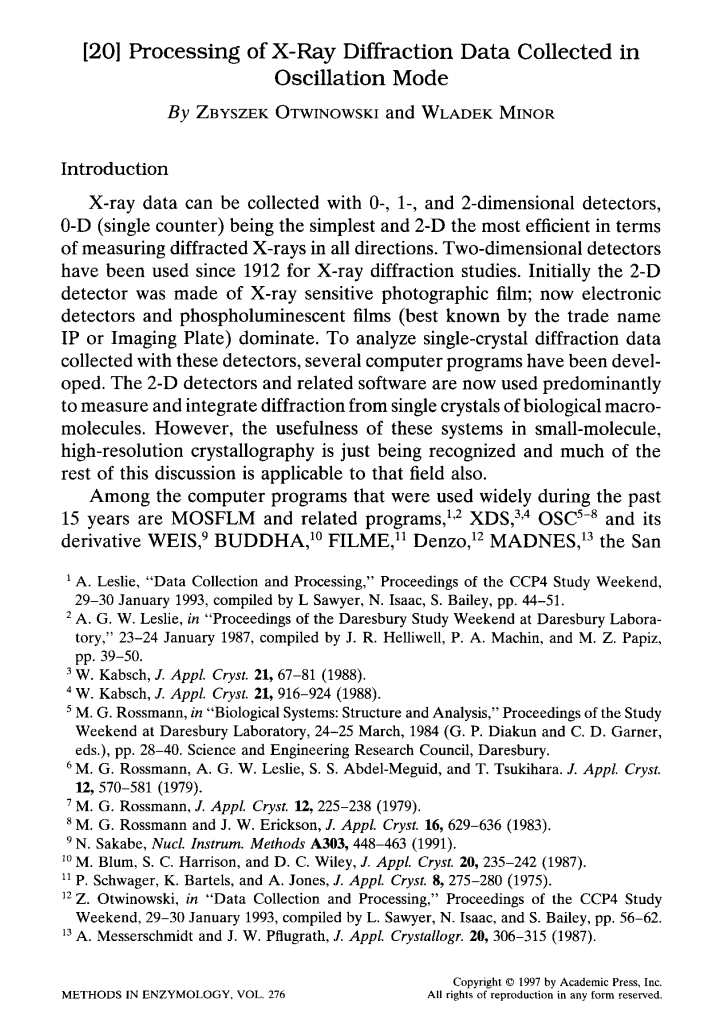 [20] Processing of X-Ray Diffraction Data Collected in
Oscillation Mode
By ZBYSZEK OTWINOWSKI and WLADEK MINOR
Introduction
X-ray data can be collected with 0-, 1-, and 2-dimensional detectors,
0-D (single counter) being the simplest and 2-D the most efficient in terms
of measuring diffracted X-rays in all directions. Two-dimensional detectors
have been used since 1912 for X-ray diffraction studies. Initially the 2-D
detector was made of X-ray sensitive photographic film; now electronic
detectors and phospholuminescent films (best known by the trade name
IP or Imaging Plate) dominate. To analyze single-crystal diffraction data
collected with these detectors, several computer programs have been devel-
oped. The 2-D detectors and related software are now used predominantly
to measure and integrate diffraction from single crystals of biological macro-
molecules. However, the usefulness of these systems in small-molecule,
high-resolution crystallography is just being recognized and much of the
rest of this discussion is applicable to that field also.
Among the computer programs that were used widely during the past
15 years are MOSFLM and related programs,1,2 XDS,3,4 OSC5–8 and its
derivative WEIS,9 BUDDHA,10 FILME,11 Denzo,12 MADNES,13 the San
1 A. Leslie, “Data Collection and Processing,” Proceedings of the CCP4 Study Weekend,
29–30 January 1993, compiled by L Sawyer, N. Isaac, S. Bailey, pp. 44–51.
2 A. G. W. Leslie, in “Proceedings of the Daresbury Study Weekend at Daresbury Labora-
tory,” 23–24 January 1987, compiled by J. R. Helliwell, P. A. Machin, and M. Z. Papiz,
pp. 39–50.
3 W. Kabsch, J. Appl. Cryst. 21, 67–81 (1988).
4 W. Kabsch, J. Appl. Cryst. 21, 916–924 (1988).
5 M. G. Rossmann, in “Biological Systems: Structure and Analysis,” Proceedings of the Study
Weekend at Daresbury Laboratory, 24–25 March, 1984 (G. P. Diakun and C. D. Garner,
eds.), pp. 28–40. Science and Engineering Research Council, Daresbury.
6 M. G. Rossmann, A. G. W. Leslie, S. S. Abdel-Meguid, and T. Tsukihara. J. Appl. Cryst.
12, 570–581 (1979).
7 M. G. Rossmann, J. Appl. Cryst. 12, 225–238 (1979).
8 M. G. Rossmann and J. W. Erickson, J. Appl. Cryst. 16, 629–636 (1983).
9 N. Sakabe, Nucl. Instrum. Methods A303, 448–463 (1991).
10 M. Blum, S. C. Harrison, and D. C. Wiley, J. Appl. Cryst. 20, 235–242 (1987).
11 P. Schwager, K. Bartels, and A. Jones, J. Appl. Cryst. 8, 275–280 (1975).
12 Z. Otwinowski, in “Data Collection and Processing,” Proceedings of the CCP4 Study
Weekend, 29–30 January 1993, compiled by L. Sawyer, N. Isaac, and S. Bailey, pp. 56–62.
13 A. Messerschmidt and J. W. Pflugrath, J. Appl. Crystallogr. 20, 306–315 (1987).
METHODS IN ENZYMOLOGY, VOL. 276
Copyright © 1997 by Academic Press, Inc.
All rights of reproduction in any form reserved.